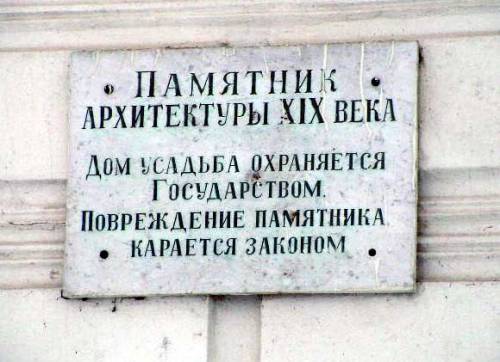 ПАМЯТНИК
АРХИТЕКТУРЫ XIX ВЕКА
ДОМ УСАДЬБА ОХРАНЯЕТСЯ
ГОСУДАРСТВОМ.
ПОВРЕЖДЕНИЕ ПАМЯТНИКА
КАРАЕТСЯ ЗАКОНОМ